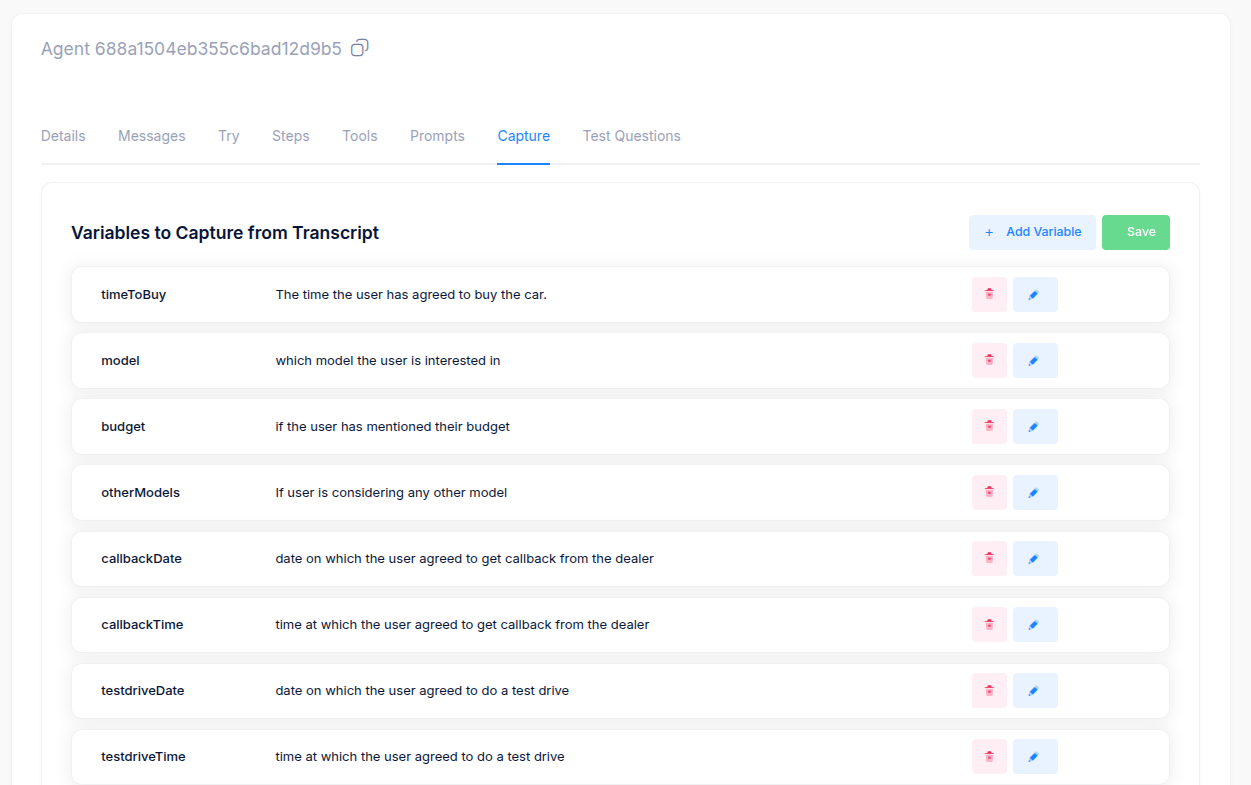 Agent 688a1504eb355c6bad12d9b5
Details Messages Try Steps Tools Prompts Capture Test Questions
Variables to Capture from Transcript + Add Variable Save
timeToBuy The time the user has agreed to buy the car.
model which model the user is interested in
budget if the user has mentioned their budget
otherModels If user is considering any other model
callbackDate date on which the user agreed to get callback from the dealer
callbackTime time at which the user agreed to get callback from the dealer
testdriveDate date on which the user agreed to do a test drive
testdriveTime time at which the user agreed to do a test drive